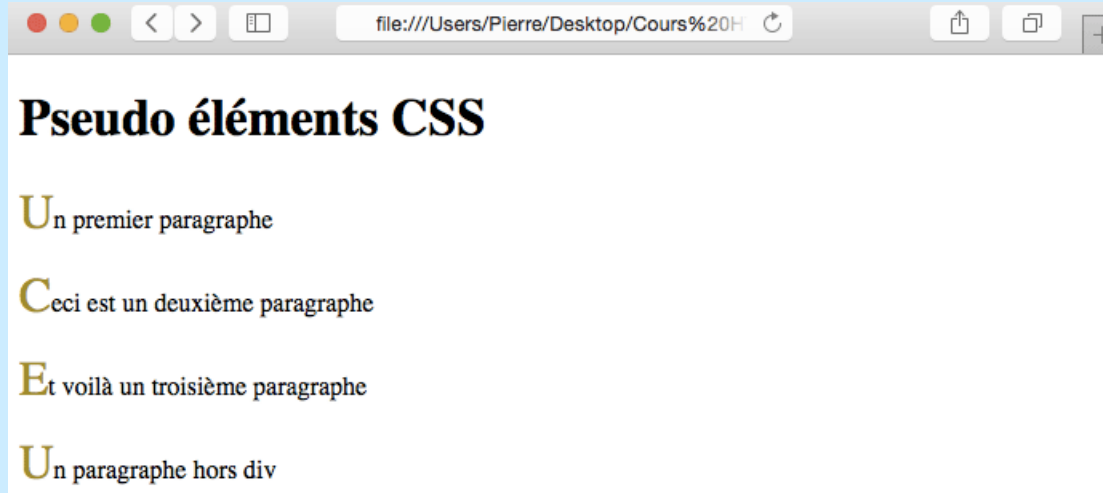 file:///Users/Pierre/Desktop/Cours%20H
Pseudo éléments CSS
Un premier paragraphe
Ceci est un deuxième paragraphe
Et voilà un troisième paragraphe
Un paragraphe hors div